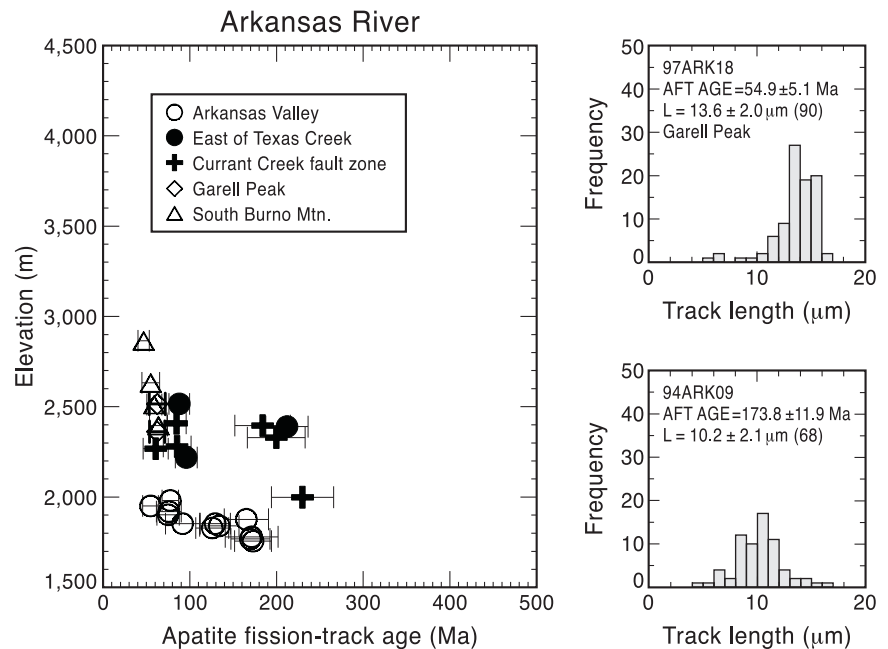 Arkansas River
4,500
4,000
3,500
3,000
2,500
2,000
1,500
Elevation (m)
Arkansas Valley
East of Texas Creek
Currant Creek fault zone
Garell Peak
South Burno Mtn.
0 100 200 300 400 500
Apatite fission-track age (Ma)
50
40
30
20
10
0
Frequency
97ARK18
AFT AGE=54.9 ±5.1 Ma
L = 13.6 ± 2.0 μm (90)
Garell Peak
0 10 20
Track length (μm)
50
40
30
20
10
0
Frequency
94ARK09
AFT AGE=173.8 ±11.9 Ma
L = 10.2 ± 2.1 μm (68)
0 10 20
Track length (μm)